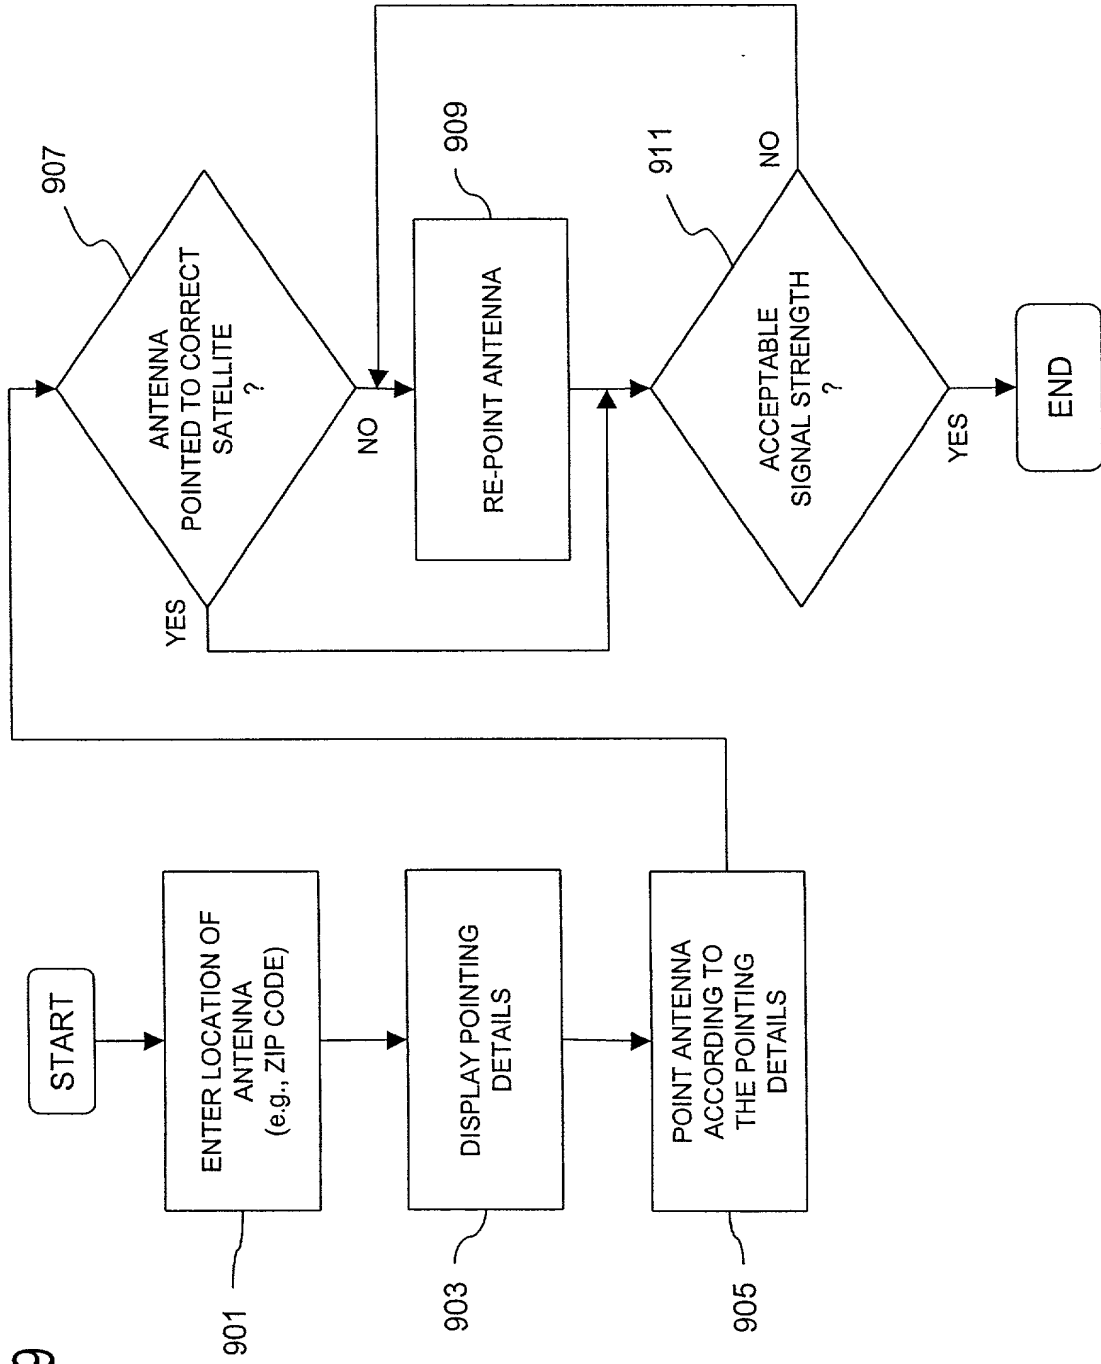 9
START
ENTER LOCATION OF
ANTENNA
(e.g., ZIP CODE)
901
DISPLAY POINTING
DETAILS
903
POINT ANTENNA
ACCORDING TO
THE POINTING
DETAILS
905
ANTENNA
POINTED TO CORRECT
SATELLITE
?
907
YES
NO
RE-POINT ANTENNA
909
ACCEPTABLE
SIGNAL STRENGTH
?
911
NO
YES
END